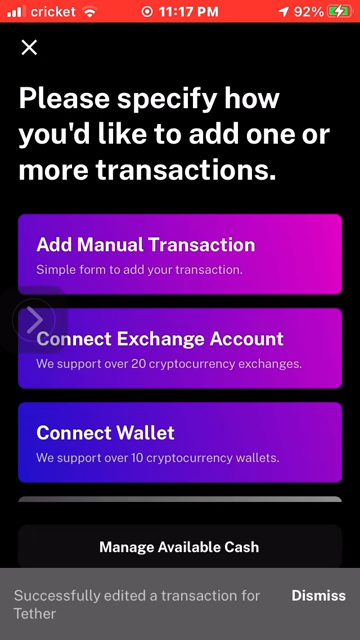 cricket 11:17 PM 92%
Please specify how
you'd like to add one or
more transactions.
Add Manual Transaction
Simple form to add your transaction.
Connect Exchange Account
We support over 20 cryptocurrency exchanges.
Connect Wallet
We support over 10 cryptocurrency wallets.
Manage Available Cash
Successfully edited a transaction for Dismiss
Tether